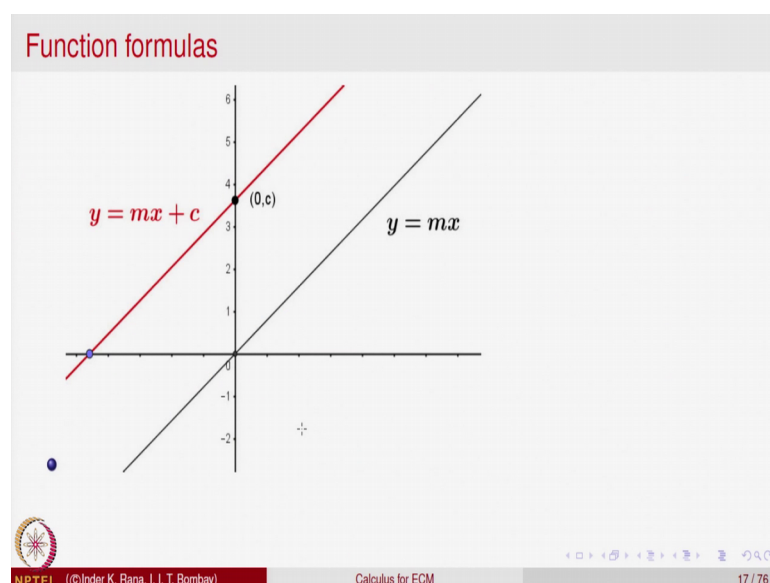 Function formulas
6
5
4
(0,c)
y = mx + c
y = mx
3
2
1
0
-1
-2
NPTEL (©Inder K. Rana, I. I. T. Bombay) Calculus for ECM 17 / 76